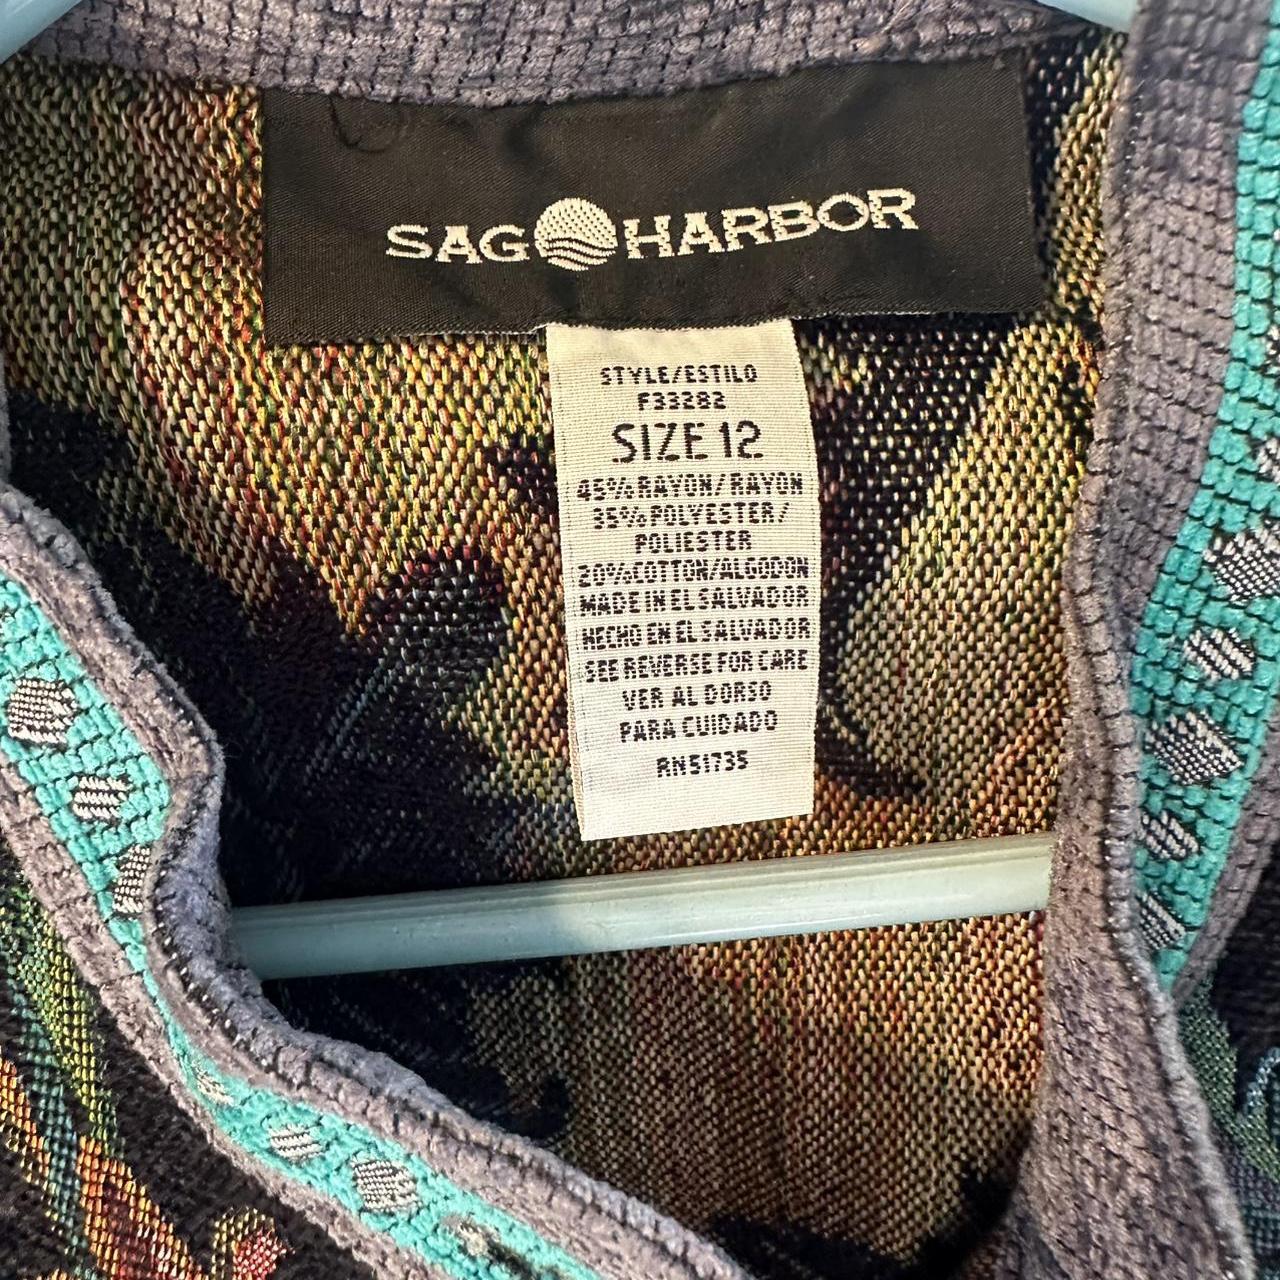 SAG HARBOR
STYLE/ESTILO
F33282
SIZE 12
45% RAYON/RAYON
35% POLYESTER/
POLIESTER
20% COTTON/ALGODON
MADE IN EL SALVADOR
HECHO EN EL SALVADOR
SEE REVERSE FOR CARE
VER AL DORSO
PARA CUIDADO
RN51735